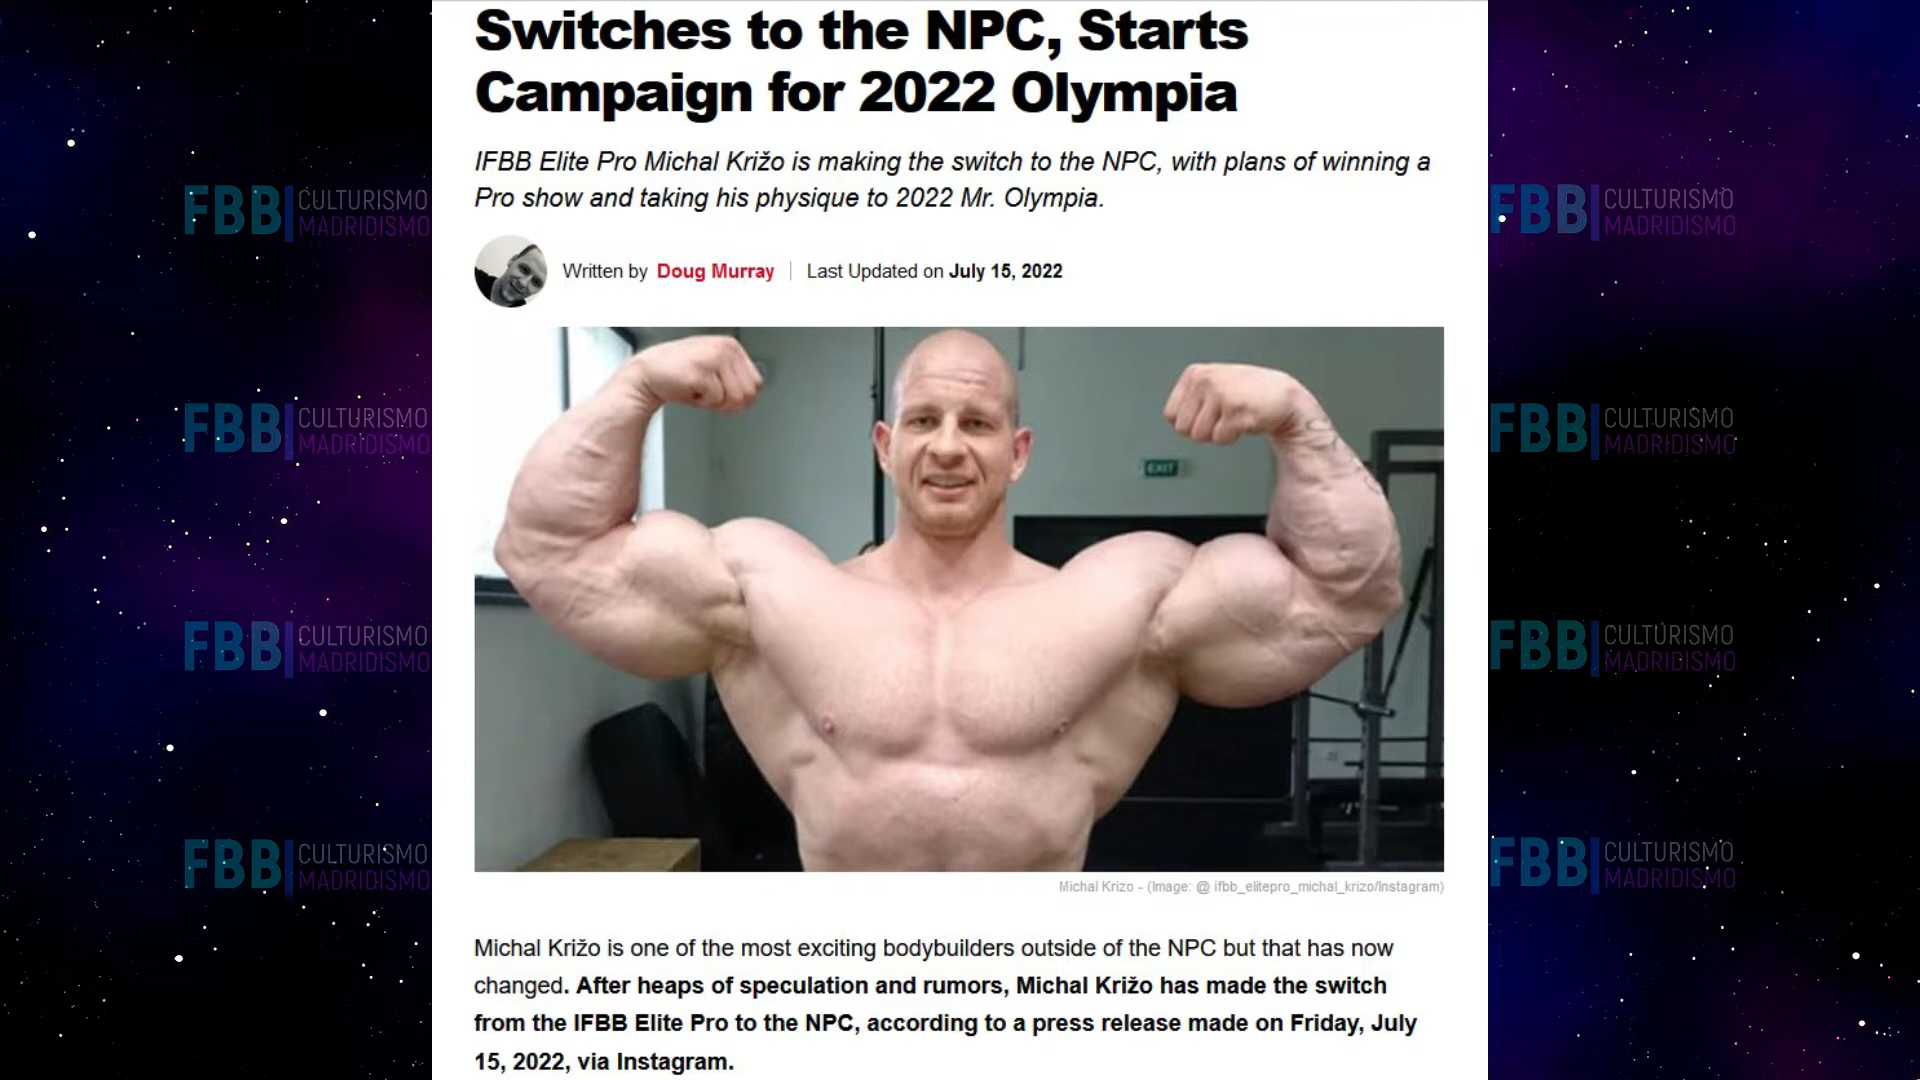 Switches to the NPC, Starts
Campaign for 2022 Olympia
IFBB Elite Pro Michal Križo is making the switch to the NPC, with plans of winning a
Pro show and taking his physique to 2022 Mr. Olympia.
Written by Doug Murray | Last Updated on July 15, 2022
EXIT
Michal Krizo - (Image: @ ifbb_elitepro_michal_krizo/Instagram)
Michal Križo is one of the most exciting bodybuilders outside of the NPC but that has now
changed. After heaps of speculation and rumors, Michal Križo has made the switch
from the IFBB Elite Pro to the NPC, according to a press release made on Friday, July
15, 2022, via Instagram.
FBB| CULTURISMO
MADRIDISMO
FBB| CULTURISMO
MADRIDISMO
FBB| CULTURISMO
MADRIDISMO
FBB| CULTURISMO
MADRIDISMO
FBB| CULTURISMO
MADRIDISMO
FBB| CULTURISMO
MADRIDISMO
FBB| CULTURISMO
MADRIDISMO
FBB| CULTURISMO
MADRIDISMO